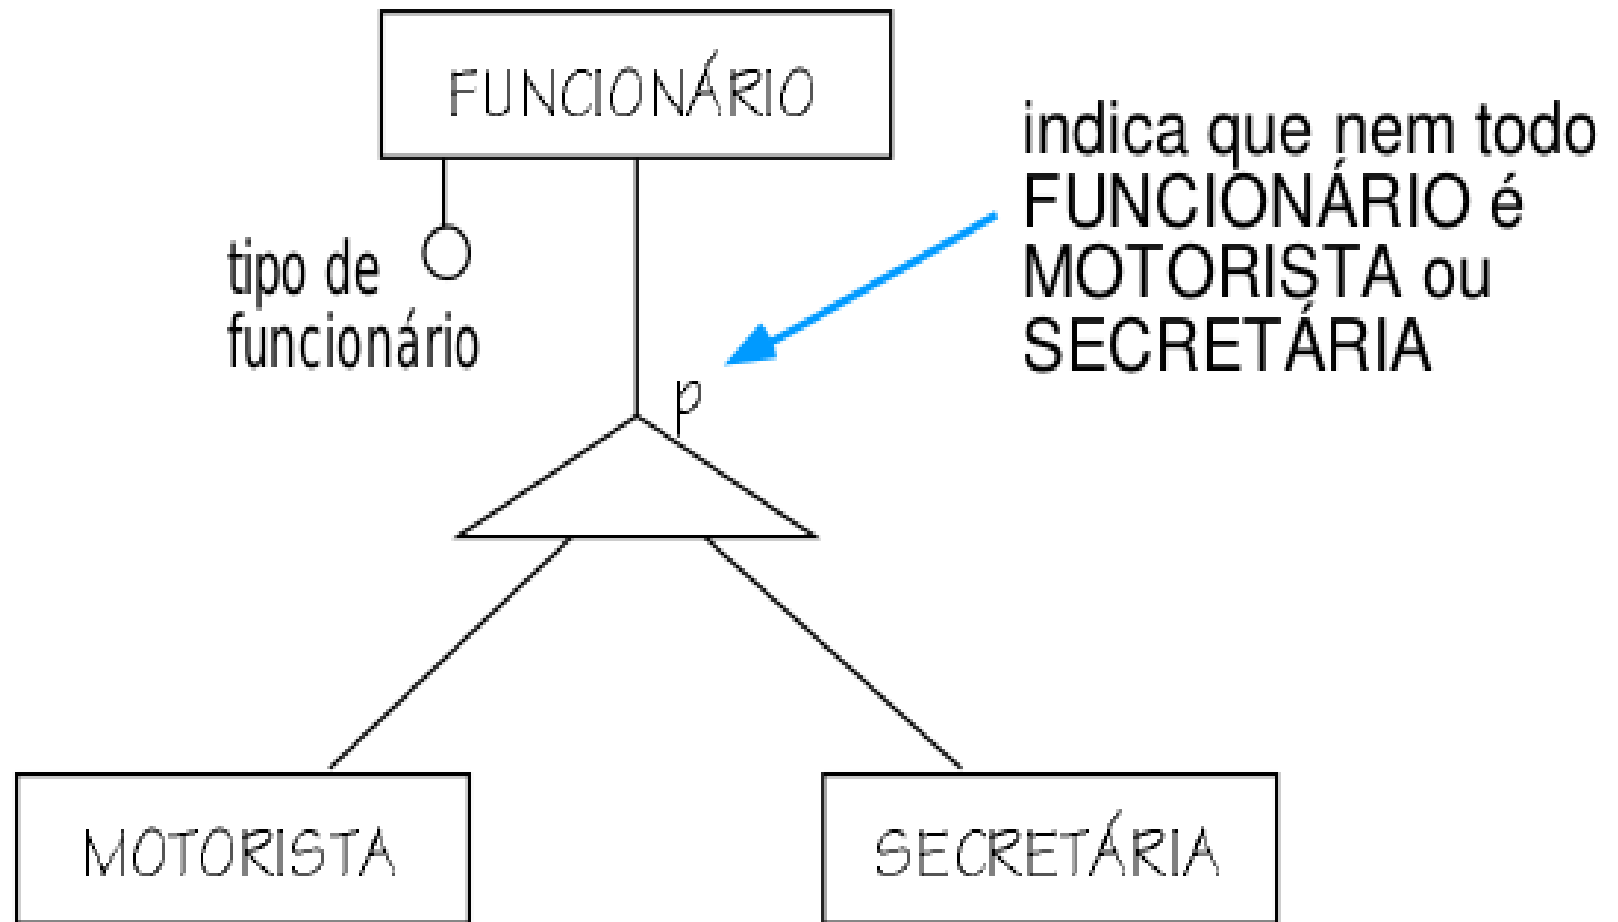 FUNCIONÁRIO
indica que nem todo
FUNCIONÁRIO é
MOTORISTA ou
SECRETÁRIA
tipo de
funcionário
p
MOTORISTA
SECRETÁRIA